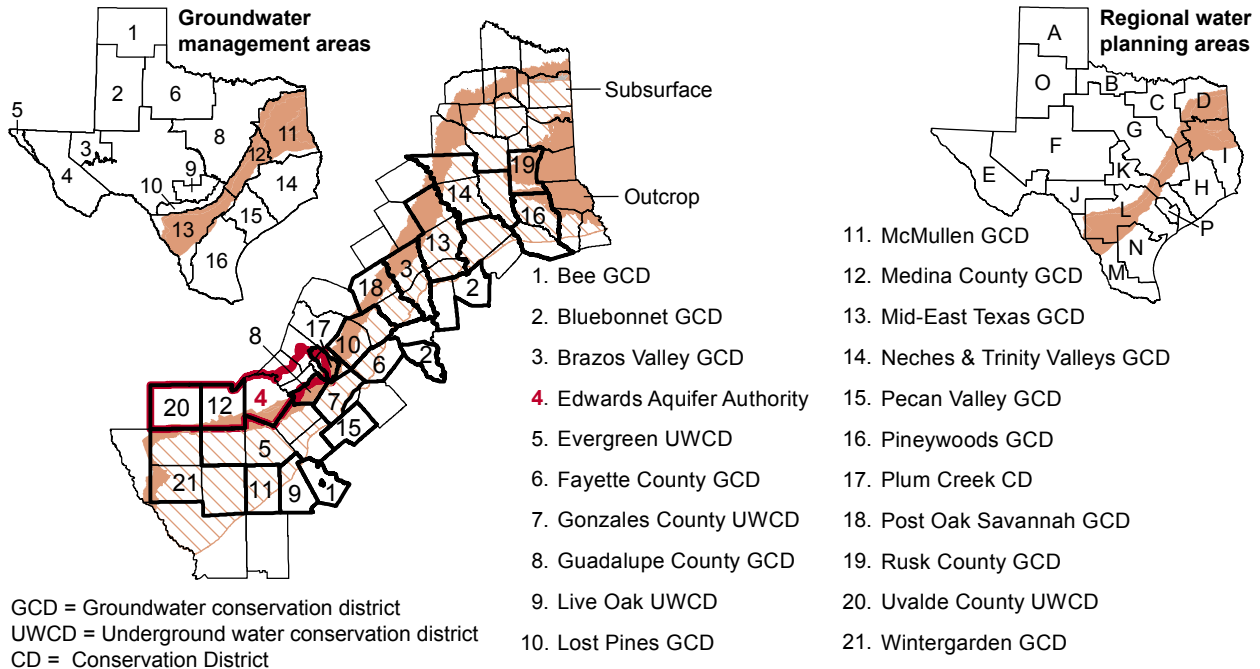 Groundwater
management areas
1
2
6
5
3
4
8
9
10
11
12
13
14
15
16
Subsurface
Outcrop
19
14
16
13
3
2
18
17
8
10
6
2
7
4
20
12
15
5
21
11
9
1
Regional water
planning areas
A
O
B
C
D
G
F
E
K
I
H
J
L
P
N
M
1. Bee GCD
2. Bluebonnet GCD
3. Brazos Valley GCD
4. Edwards Aquifer Authority
5. Evergreen UWCD
6. Fayette County GCD
7. Gonzales County UWCD
8. Guadalupe County GCD
9. Live Oak UWCD
10. Lost Pines GCD
11. McMullen GCD
12. Medina County GCD
13. Mid-East Texas GCD
14. Neches & Trinity Valleys GCD
15. Pecan Valley GCD
16. Pineywoods GCD
17. Plum Creek CD
18. Post Oak Savannah GCD
19. Rusk County GCD
20. Uvalde County UWCD
21. Wintergarden GCD
GCD = Groundwater conservation district
UWCD = Underground water conservation district
CD = Conservation District